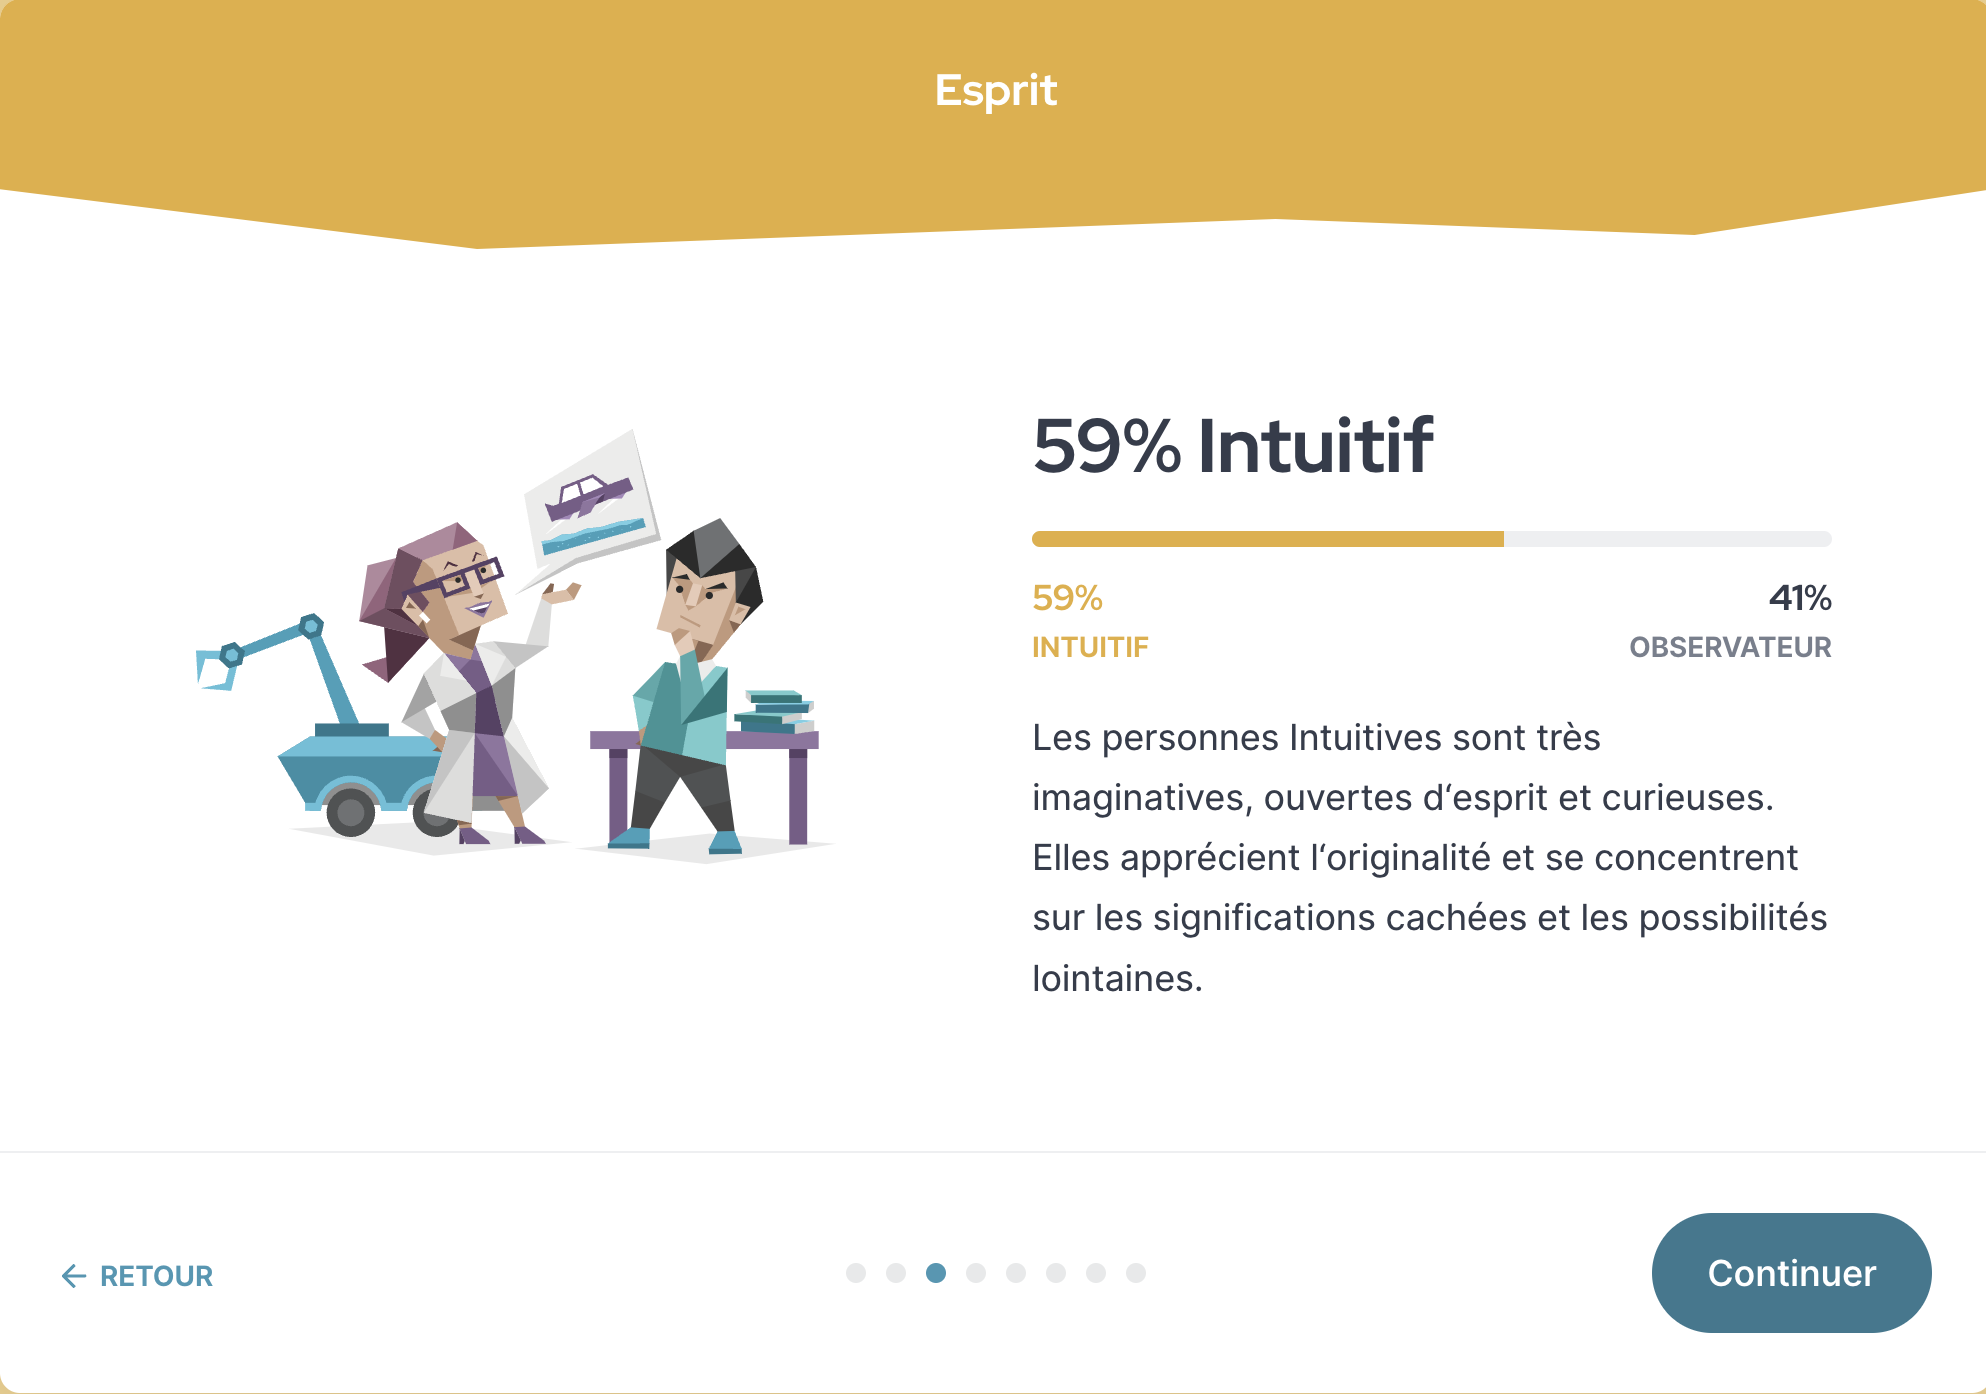 Esprit
59% Intuitif
59%
41%
INTUITIF
OBSERVATEUR
Les personnes Intuitives sont très
imaginatives, ouvertes d‘esprit et curieuses.
Elles apprécient l‘originalité et se concentrent
sur les significations cachées et les possibilités
lointaines.
← RETOUR
Continuer